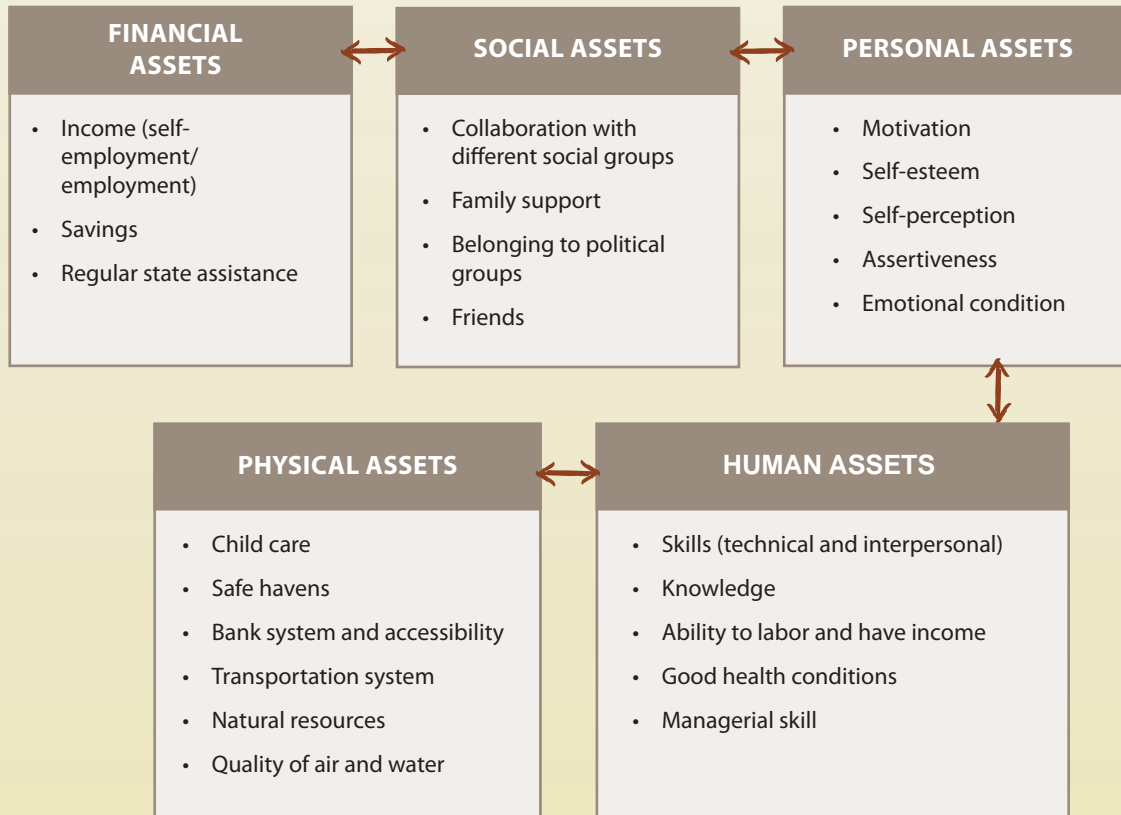 FINANCIAL
ASSETS
• Income (self-
employment/
employment)
• Savings
• Regular state assistance
SOCIAL ASSETS
• Collaboration with
different social groups
• Family support
• Belonging to political
groups
• Friends
PERSONAL ASSETS
• Motivation
• Self-esteem
• Self-perception
• Assertiveness
• Emotional condition
PHYSICAL ASSETS
• Child care
• Safe havens
• Bank system and accessibility
• Transportation system
• Natural resources
• Quality of air and water
HUMAN ASSETS
• Skills (technical and interpersonal)
• Knowledge
• Ability to labor and have income
• Good health conditions
• Managerial skill